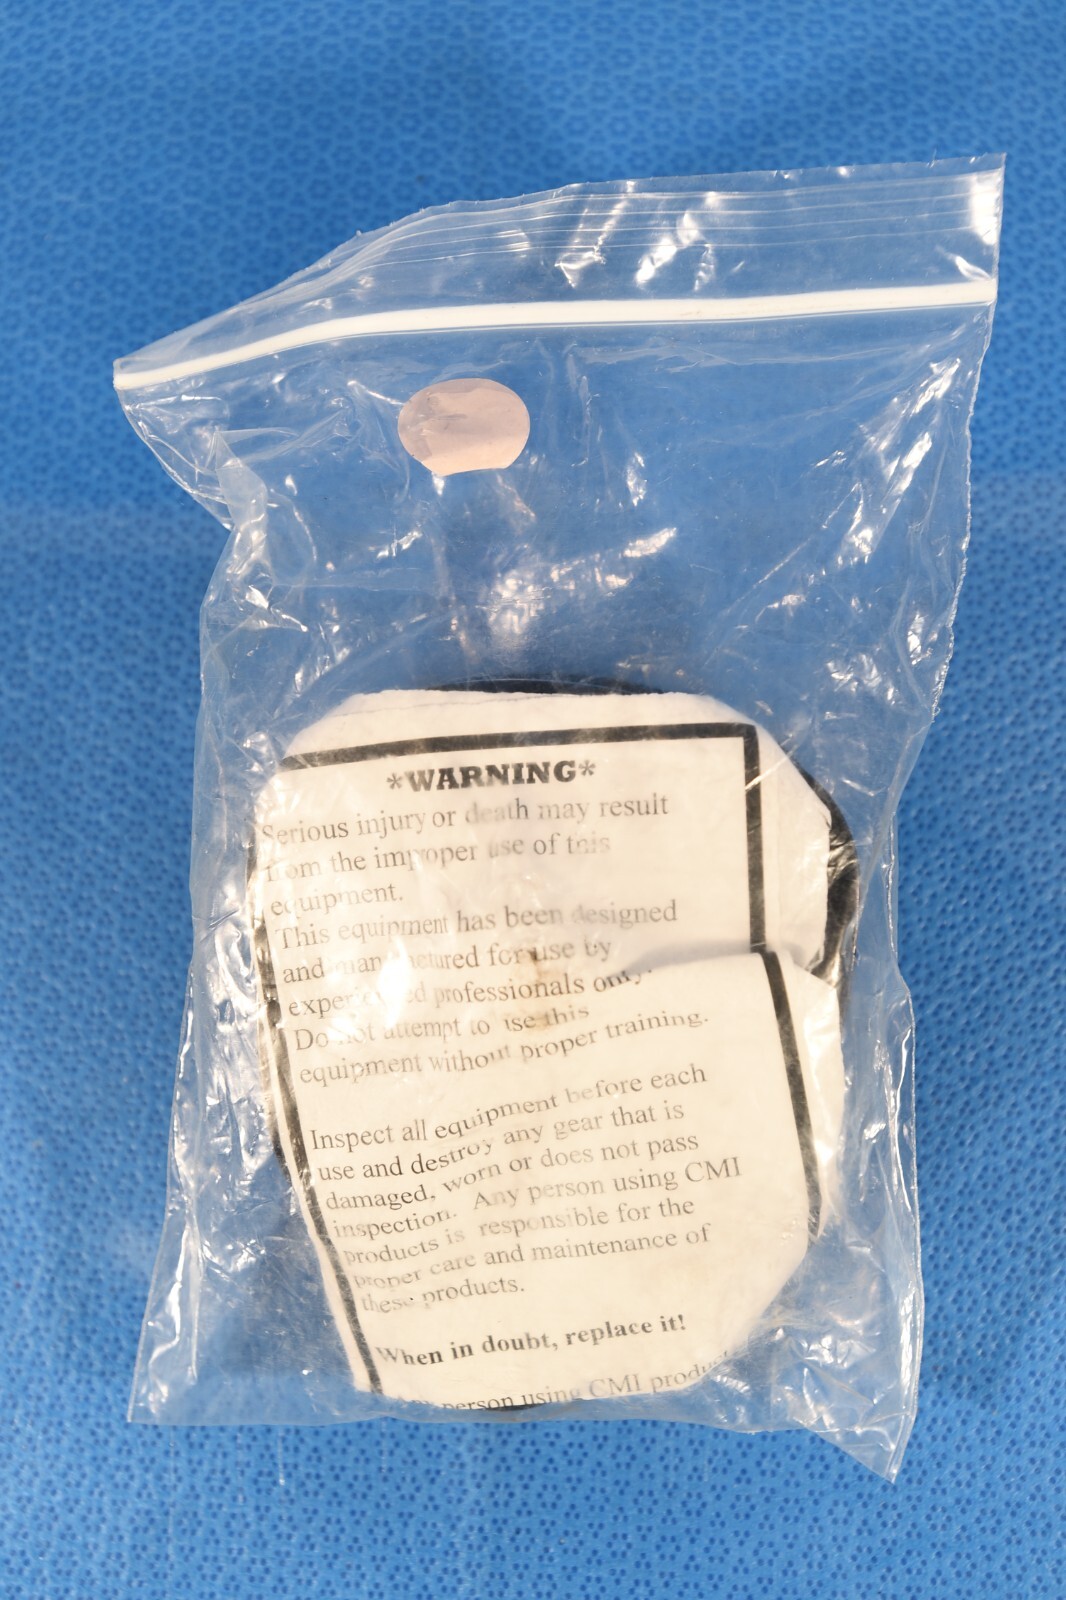 *WARNING*
Serious injury or death may result
from the improper use of this
equipment.
This equipment has been designed
and manufactured for use by
experienced professionals only.
Do not attempt to use this
equipment without proper training.
Inspect all equipment before each
use and destroy any gear that is
damaged, worn or does not pass
inspection. Any person using CMI
products is responsible for the
proper care and maintenance of
these products.
When in doubt, replace it!
person using CMI product